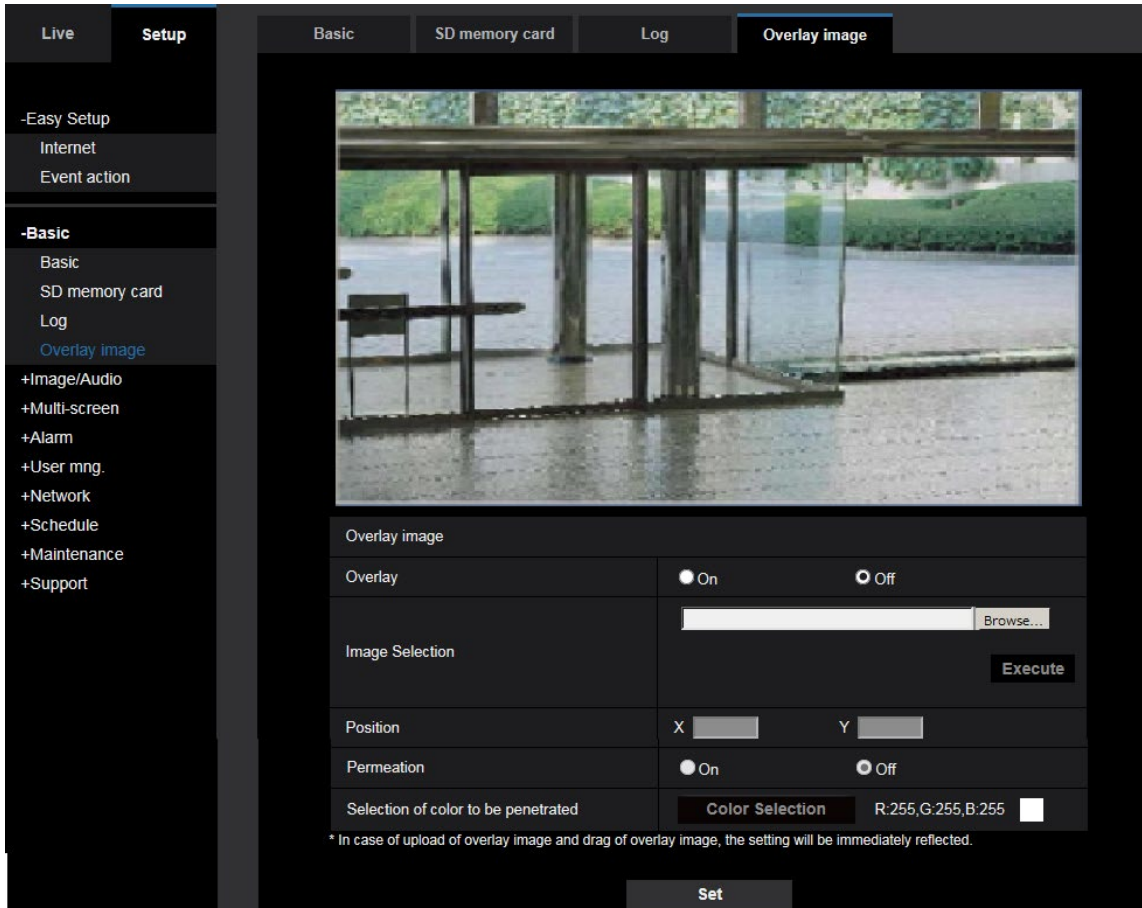 Live Setup Basic SD memory card Log Overlay image
-Easy Setup
Internet
Event action
-Basic
Basic
SD memory card
Log
Overlay image
+Image/Audio
+Multi-screen
+Alarm
+User mng.
+Network
+Schedule
+Maintenance
+Support
Overlay image
Overlay On Off
Image Selection Browse...
Execute
Position X Y
Permeation On Off
Selection of color to be penetrated Color Selection R:255,G:255,B:255
* In case of upload of overlay image and drag of overlay image, the setting will be immediately reflected.
Set